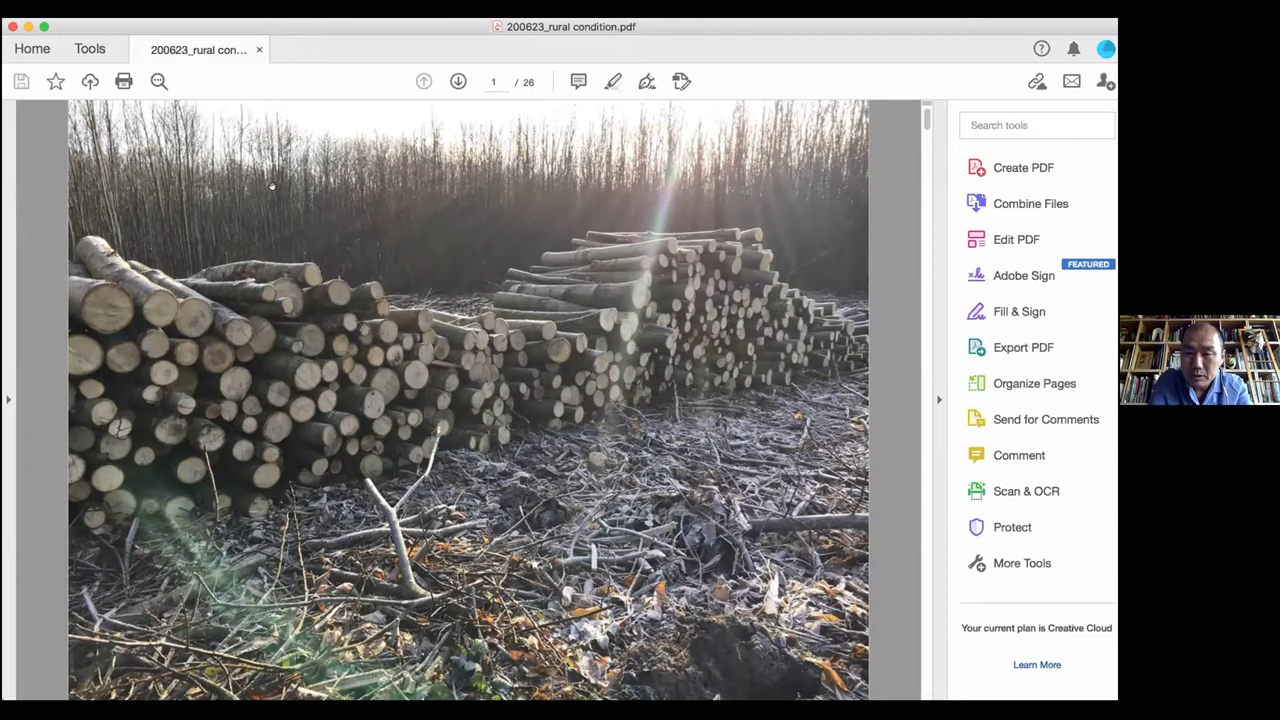 200623_rural condition.pdf
Home
Tools
200623_rural con... ×
1 / 26
Search tools
Create PDF
Combine Files
Edit PDF
FEATURED
Adobe Sign
Fill & Sign
Export PDF
Organize Pages
Send for Comments
Comment
Scan & OCR
Protect
More Tools
Your current plan is Creative Cloud
Learn More